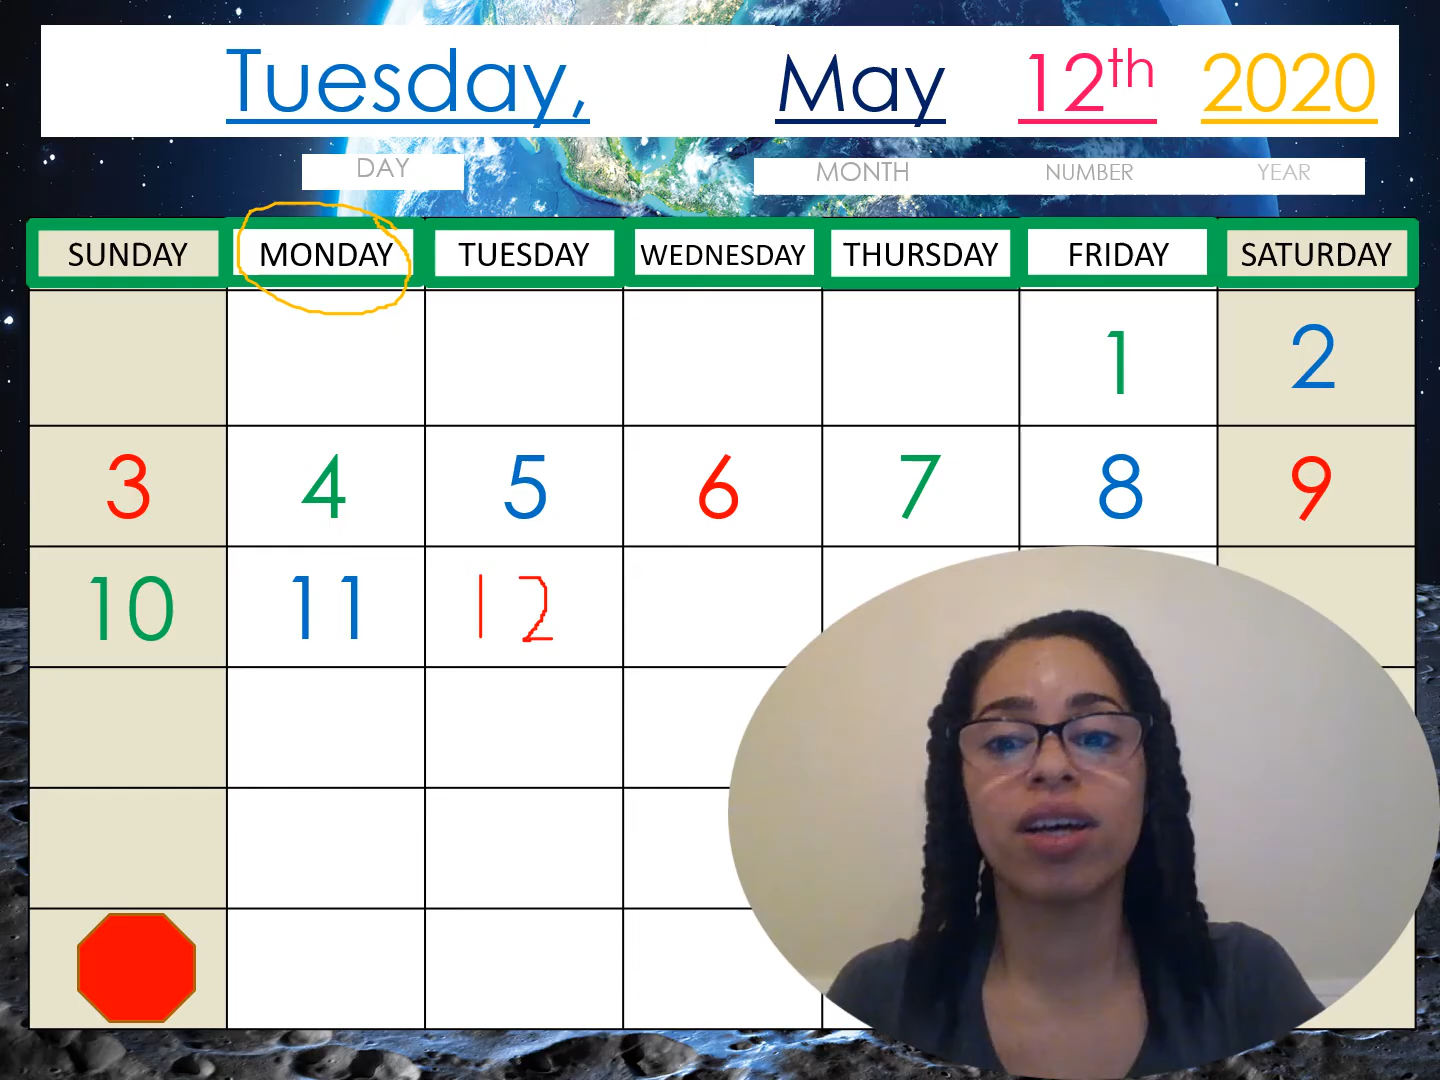 Tuesday, May 12th 2020
DAY MONTH NUMBER YEAR
SUNDAY MONDAY TUESDAY WEDNESDAY THURSDAY FRIDAY SATURDAY
1 2
3 4 5 6 7 8 9
10 11 12